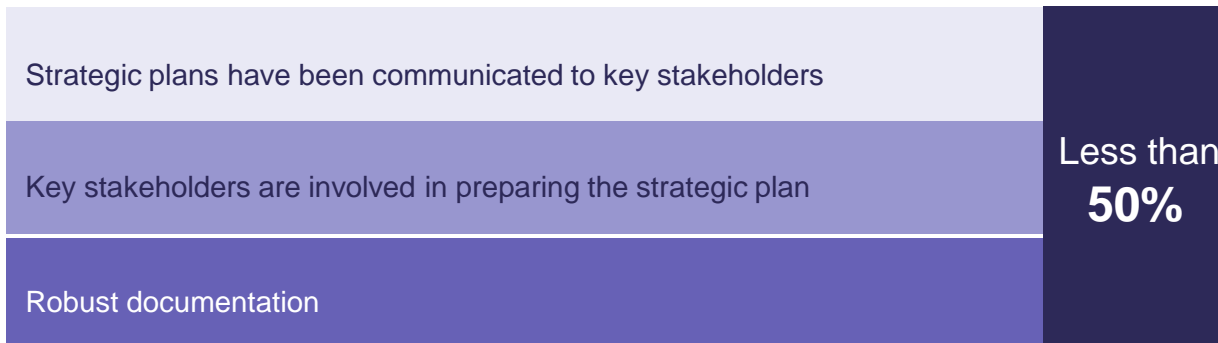 Strategic plans have been communicated to key stakeholders
Key stakeholders are involved in preparing the strategic plan
Robust documentation
Less than
50%